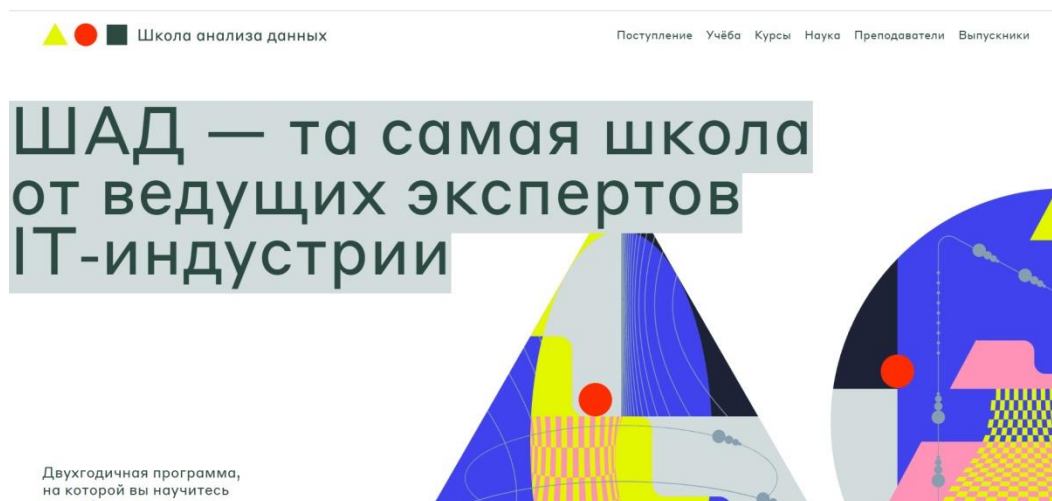 Школа анализа данных
Поступление Учёба Курсы Наука Преподаватели Выпускники
ШАД — та самая школа
от ведущих экспертов
IT-индустрии
Двухгодичная программа,
на которой вы научитесь